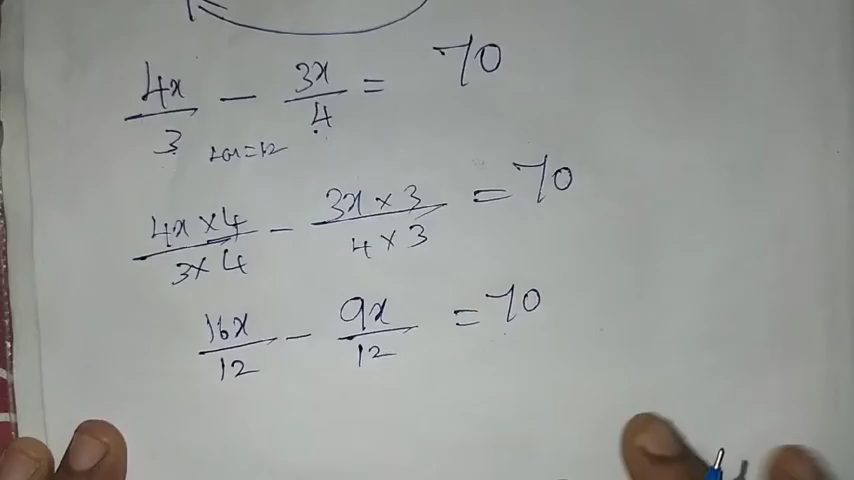 4x/3 - 3x/4 = 70
LCM = 12
4x × 4/3 × 4 - 3x × 3/4 × 3 = 70
16x/12 - 9x/12 = 70